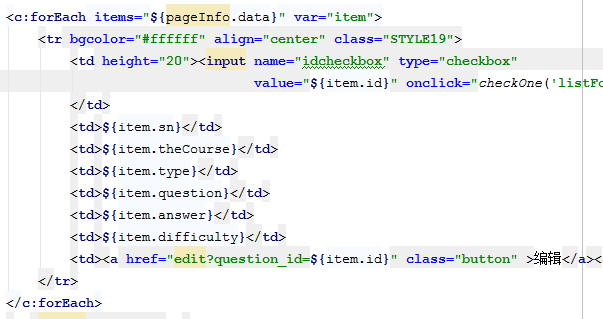 <c:forEach items="${pageInfo.data}" var="item">
<tr bgcolor="#ffffff" align="center" class="STYLE19">
<td height="20"><input name="idcheckbox" type="checkbox"
value="${item.id}" onclick="checkOne('listFo
</td>
<td>${item.sn}</td>
<td>${item.theCourse}</td>
<td>${item.type}</td>
<td>${item.question}</td>
<td>${item.answer}</td>
<td>${item.difficulty}</td>
<td><a href="edit?question_id=${item.id}" class="button" >编辑</a><
</tr>
</c:forEach>